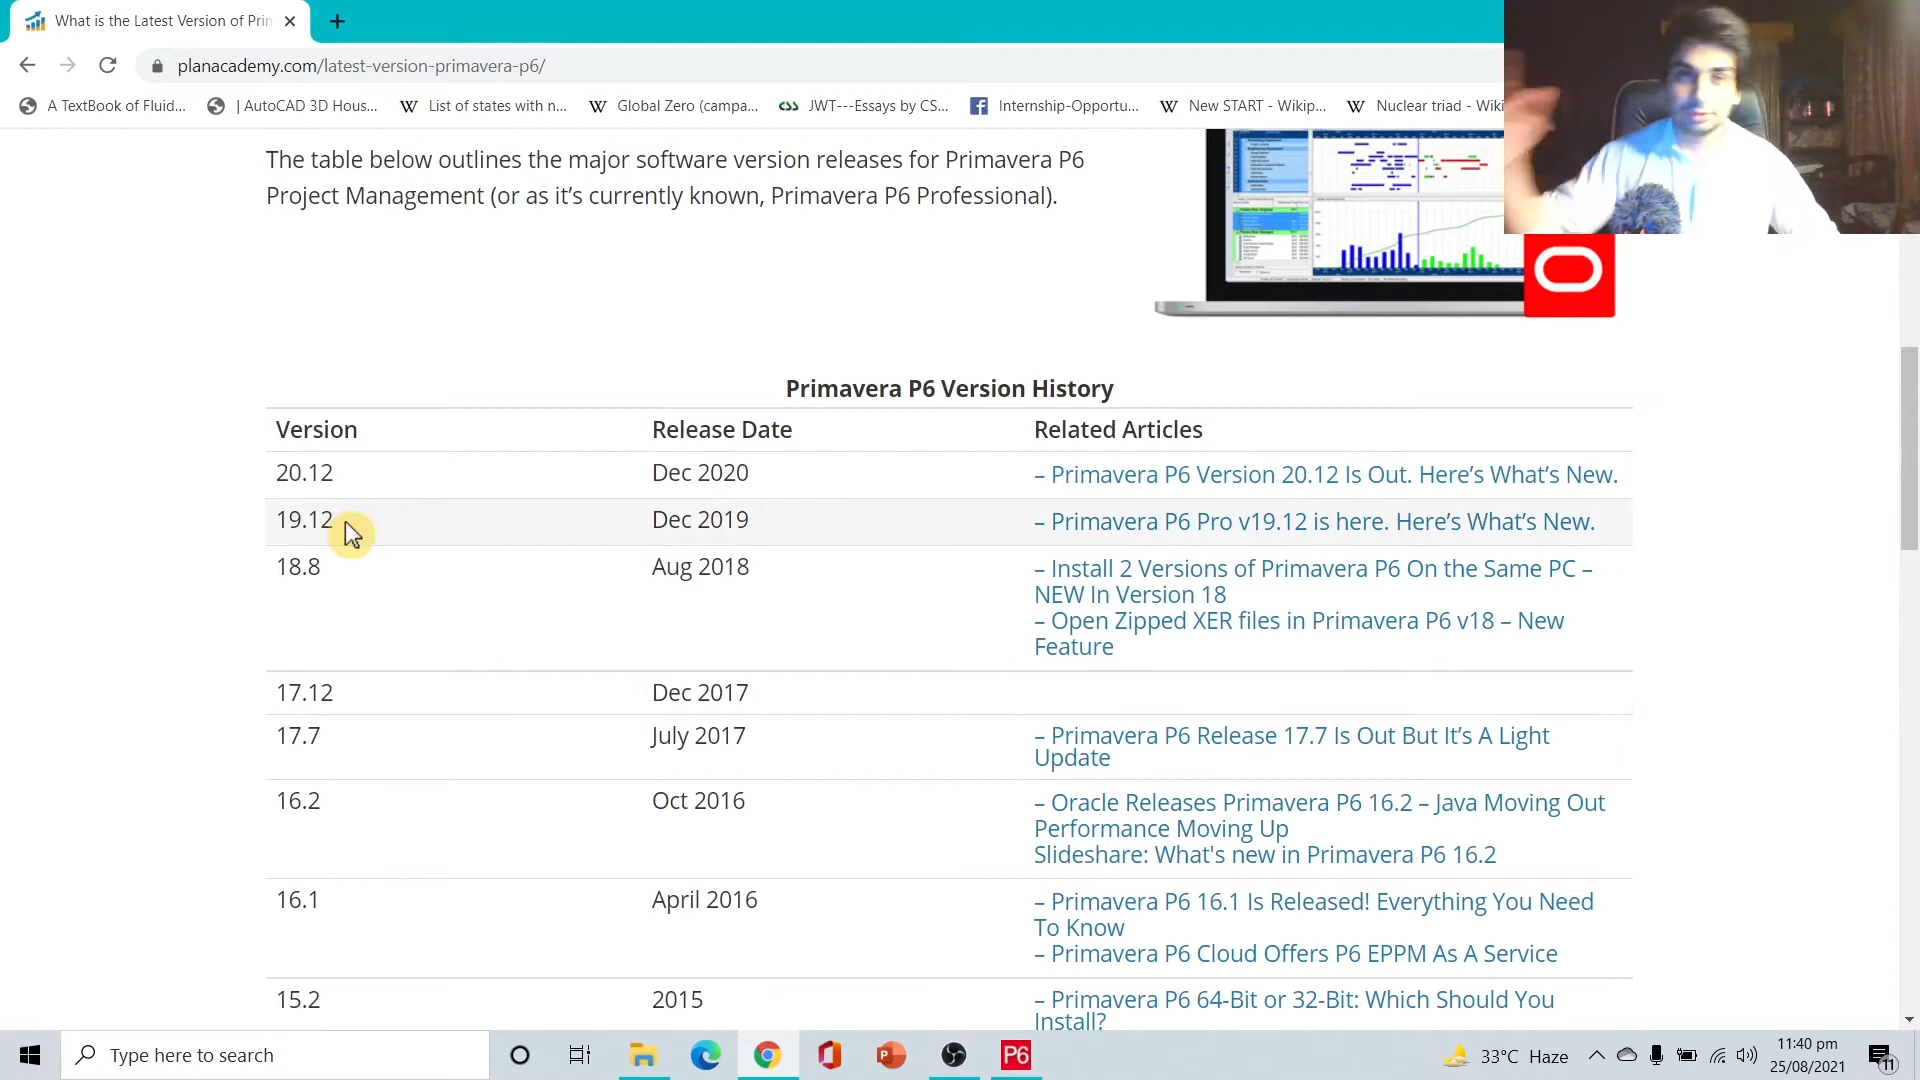 What is the Latest Version of Prim
planacademy.com/latest-version-primavera-p6/
A TextBook of Fluid...
| AutoCAD 3D Hous...
List of states with n...
Global Zero (campa...
JWT---Essays by CS...
Internship-Opportu...
New START - Wikip...
Nuclear triad - Wiki
The table below outlines the major software version releases for Primavera P6
Project Management (or as it's currently known, Primavera P6 Professional).
Primavera P6 Version History
Version Release Date Related Articles
20.12 Dec 2020 – Primavera P6 Version 20.12 Is Out. Here's What's New.
19.12 Dec 2019 – Primavera P6 Pro v19.12 is here. Here's What's New.
18.8 Aug 2018 – Install 2 Versions of Primavera P6 On the Same PC –
NEW In Version 18
– Open Zipped XER files in Primavera P6 v18 – New
Feature
17.12 Dec 2017
17.7 July 2017 – Primavera P6 Release 17.7 Is Out But It's A Light
Update
16.2 Oct 2016 – Oracle Releases Primavera P6 16.2 – Java Moving Out
Performance Moving Up
Slideshare: What's new in Primavera P6 16.2
16.1 April 2016 – Primavera P6 16.1 Is Released! Everything You Need
To Know
– Primavera P6 Cloud Offers P6 EPPM As A Service
15.2 2015 – Primavera P6 64-Bit or 32-Bit: Which Should You
Install?
Type here to search
P6
33°C Haze
11:40 pm
25/08/2021
11